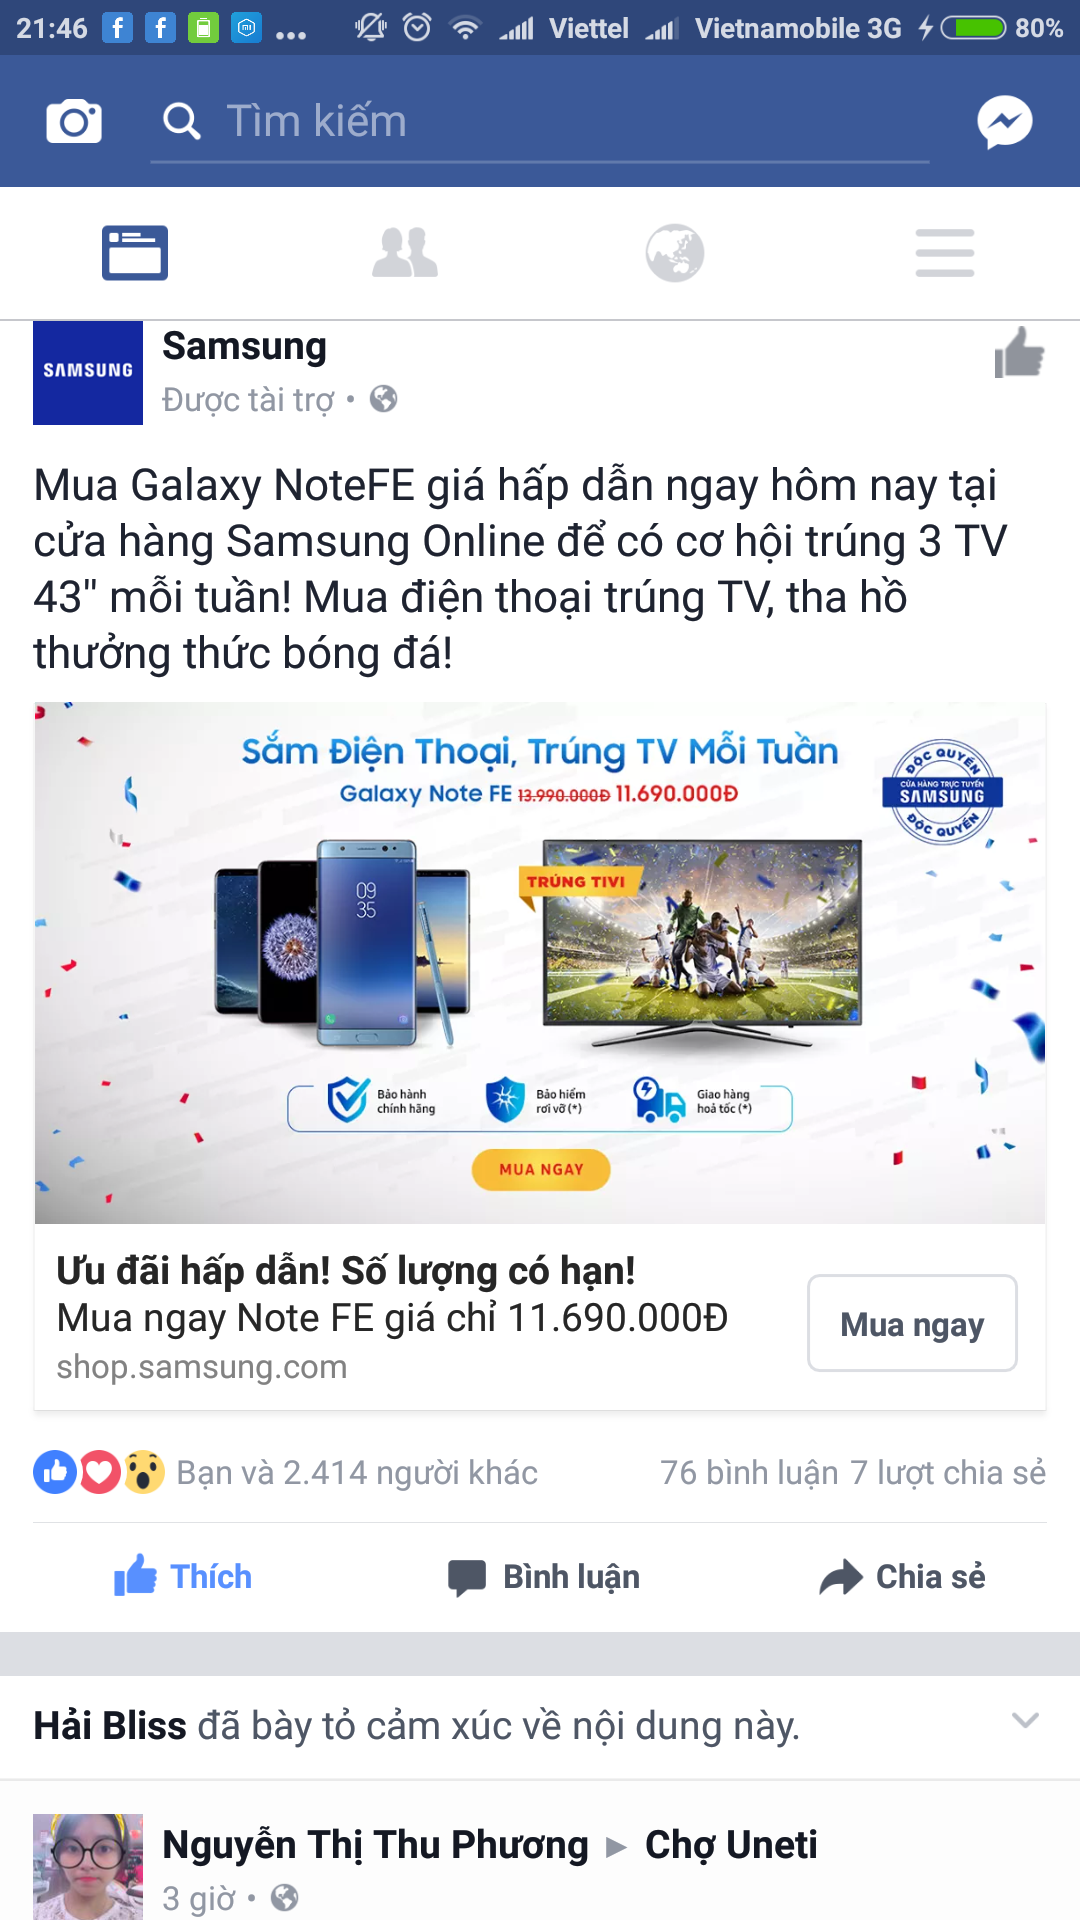 21:46
Viettel
Vietnamobile 3G
80%
Tìm kiếm
SAMSUNG
Samsung
Được tài trợ
Mua Galaxy NoteFE giá hấp dẫn ngay hôm nay tại
cửa hàng Samsung Online để có cơ hội trúng 3 TV
43" mỗi tuần! Mua điện thoại trúng TV, tha hồ
thưởng thức bóng đá!
Sắm Điện Thoại, Trúng TV Mỗi Tuần
Galaxy Note FE 13.990.000Đ 11.690.000Đ
ĐỘC QUYỀN
CỬA HÀNG TRỰC TUYẾN
SAMSUNG
ĐỘC QUYỀN
09
35
TRÚNG TIVI
Bảo hành
chính hãng
Bảo hiểm
rơi vỡ (*)
Giao hàng
hoả tốc (*)
MUA NGAY
Ưu đãi hấp dẫn! Số lượng có hạn!
Mua ngay Note FE giá chỉ 11.690.000Đ
shop.samsung.com
Mua ngay
Bạn và 2.414 người khác
76 bình luận 7 lượt chia sẻ
Thích
Bình luận
Chia sẻ
Hải Bliss đã bày tỏ cảm xúc về nội dung này.
Nguyễn Thị Thu Phương ▸ Chợ Uneti
3 giờ